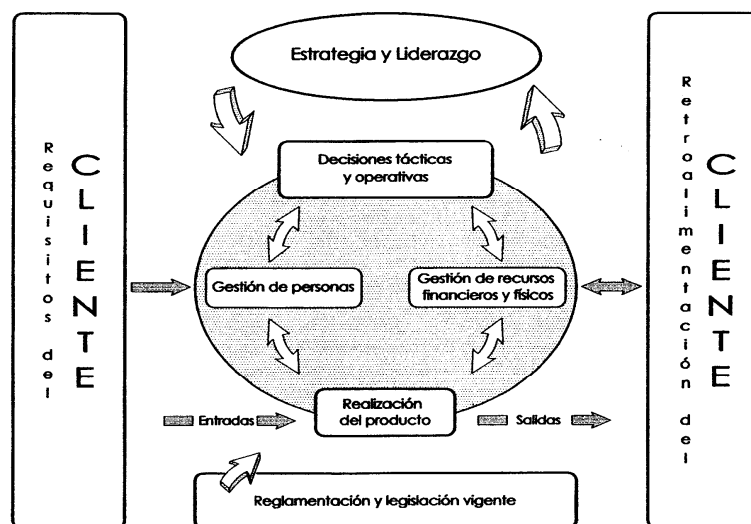 Requisitos del
CLIENTE
Estrategia y Liderazgo
Decisiones tácticas
y operativas
Gestión de personas
Gestión de recursos
financieros y físicos
Entradas
Realización
del producto
Salidas
Reglamentación y legislación vigente
Retroalimentación del
CLIENTE